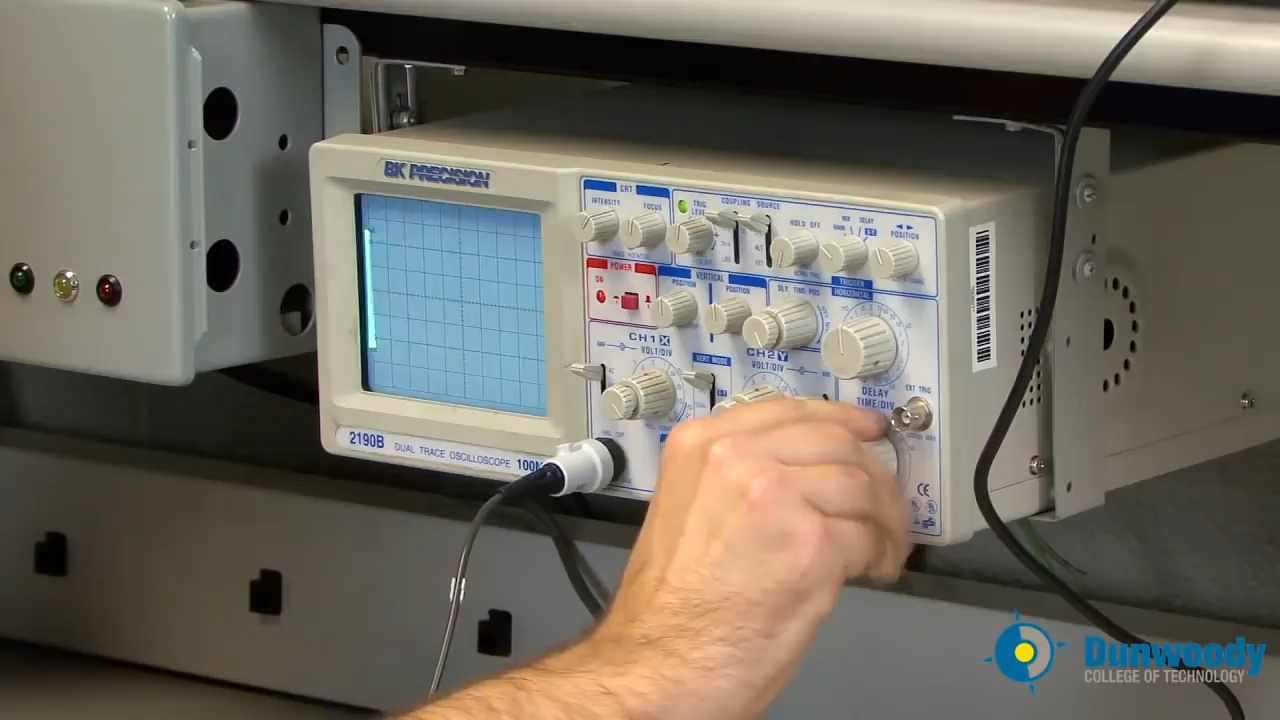 BK PRECISION
CRT
INTENSITY
FOCUS
TRIG
LEVEL
COUPLING
SOURCE
HOLD OFF
MIX
MAIN
DELAY
X-Y
POSITION
POWER
ON
VERTICAL
POSITION
POSITION
DLY TIME POS
TRIGGER
HORIZONTAL
CH1 X
VOLT/DIV
VERT MODE
CH2 Y
VOLT/DIV
DELAY
TIME/DIV
EXT TRIG
2190B
DUAL TRACE OSCILLOSCOPE
CE
Dunwoody
COLLEGE OF TECHNOLOGY